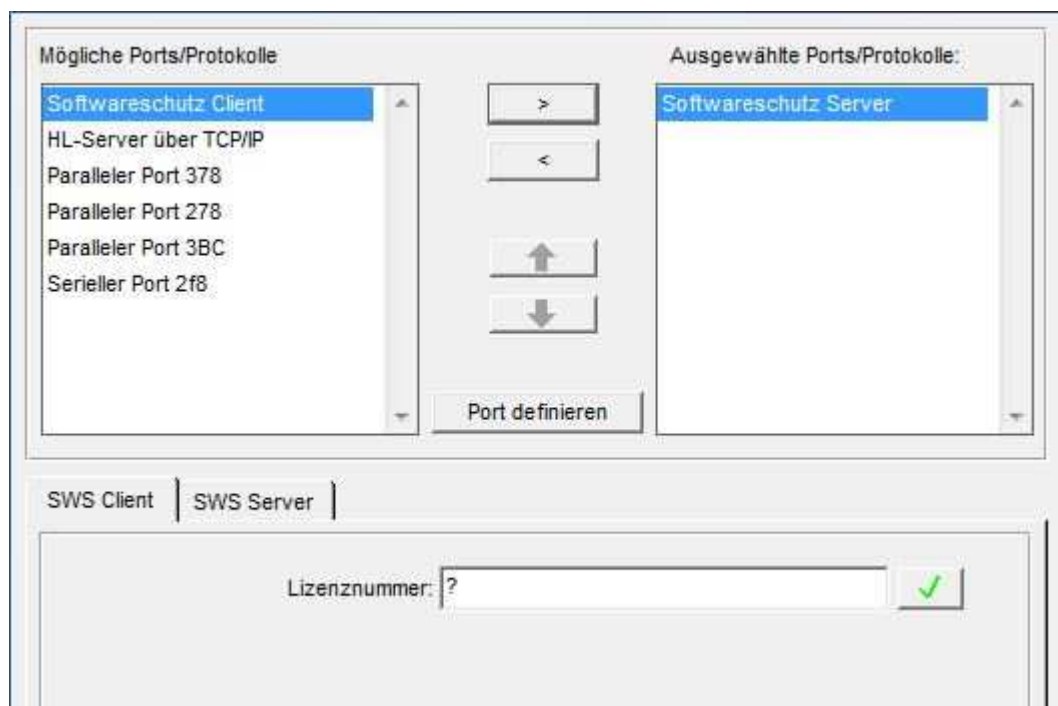 Mögliche Ports/Protokolle
Ausgewählte Ports/Protokolle:
Softwareschutz Client
HL-Server über TCP/IP
Paralleler Port 378
Paralleler Port 278
Paralleler Port 3BC
Serieller Port 2f8
>
<
Port definieren
Softwareschutz Server
SWS Client
SWS Server
Lizenznummer: ?